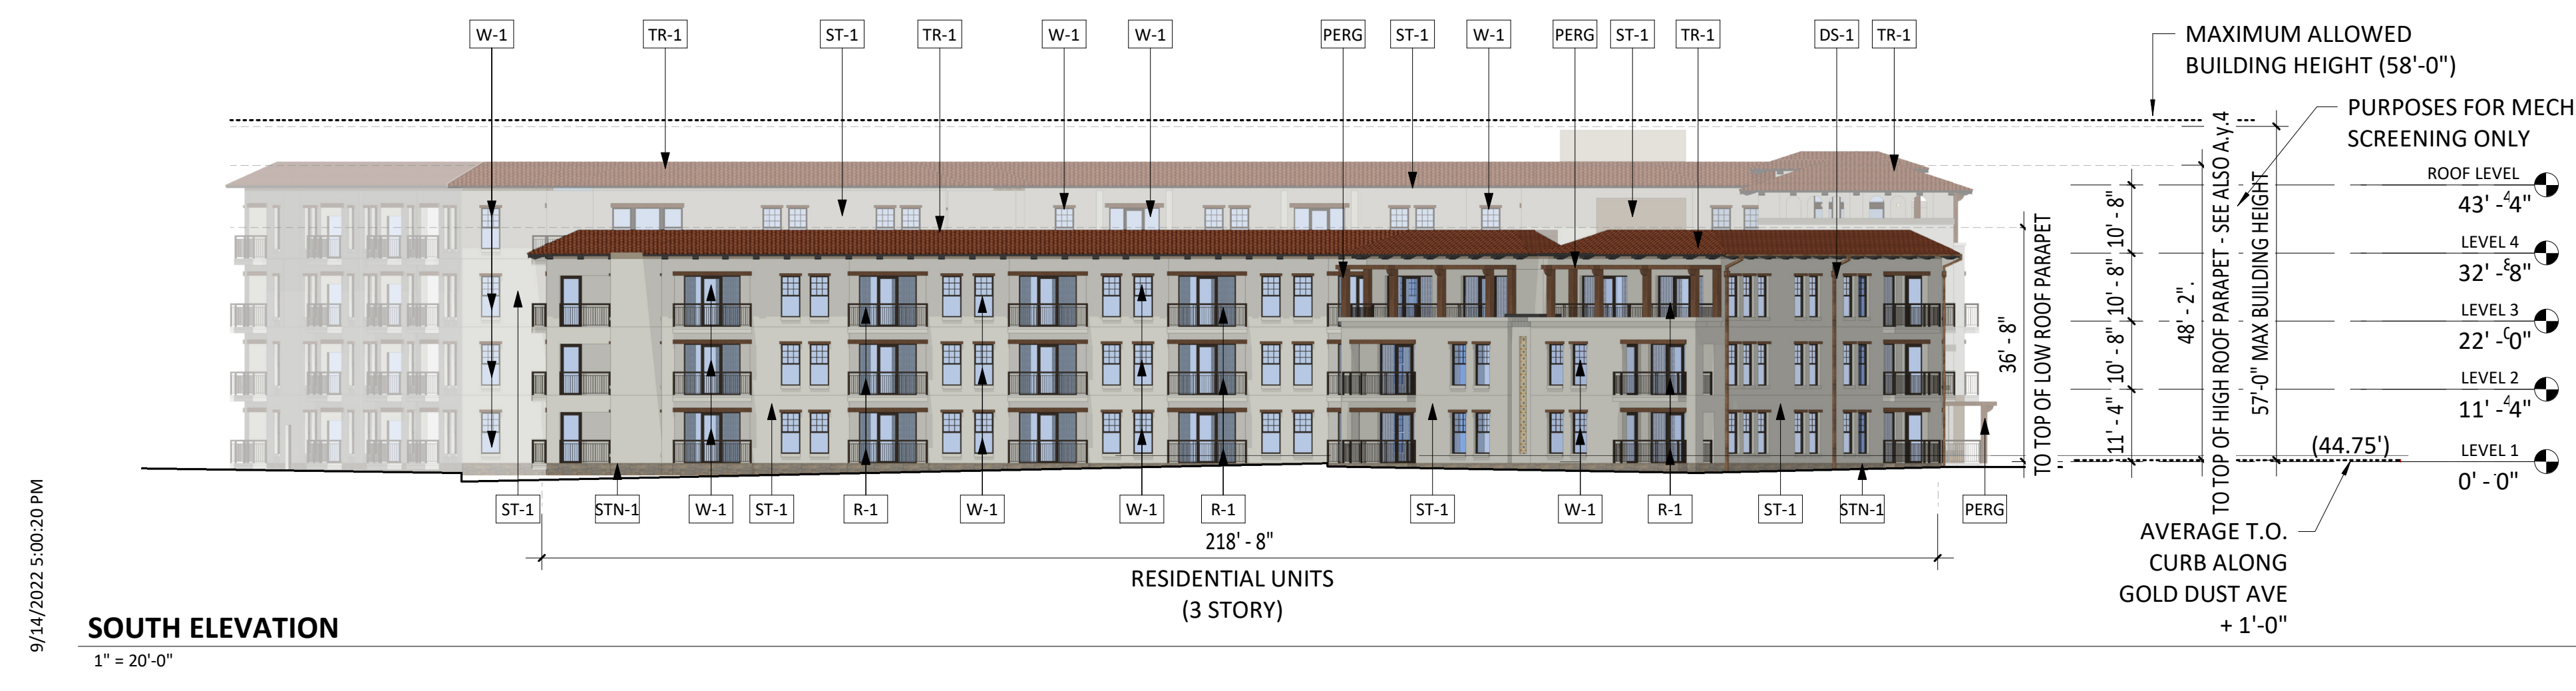 W-1 TR-1 ST-1 TR-1 W-1 W-1 PERG ST-1 W-1 PERG ST-1 TR-1 DS-1 TR-1
MAXIMUM ALLOWED
BUILDING HEIGHT (58'-0")
PURPOSES FOR MECH
SCREENING ONLY
ROOF LEVEL
43' - 4"
LEVEL 4
32' - 8"
LEVEL 3
22' - 0"
LEVEL 2
11' - 4"
LEVEL 1
0' - 0"
10' - 8"
10' - 8"
10' - 8"
11' - 4"
36' - 8"
TO TOP OF LOW ROOF PARAPET
48' - 2".
TO TOP OF HIGH ROOF PARAPET - SEE ALSO A.y.4
57'-0" MAX BUILDING HEIGHT
(44.75')
AVERAGE T.O.
CURB ALONG
GOLD DUST AVE
+ 1'-0"
ST-1 STN-1 W-1 ST-1 R-1 W-1 W-1 R-1 ST-1 W-1 R-1 ST-1 STN-1 PERG
218' - 8"
RESIDENTIAL UNITS
(3 STORY)
9/14/2022 5:00:20 PM
SOUTH ELEVATION
1" = 20'-0"